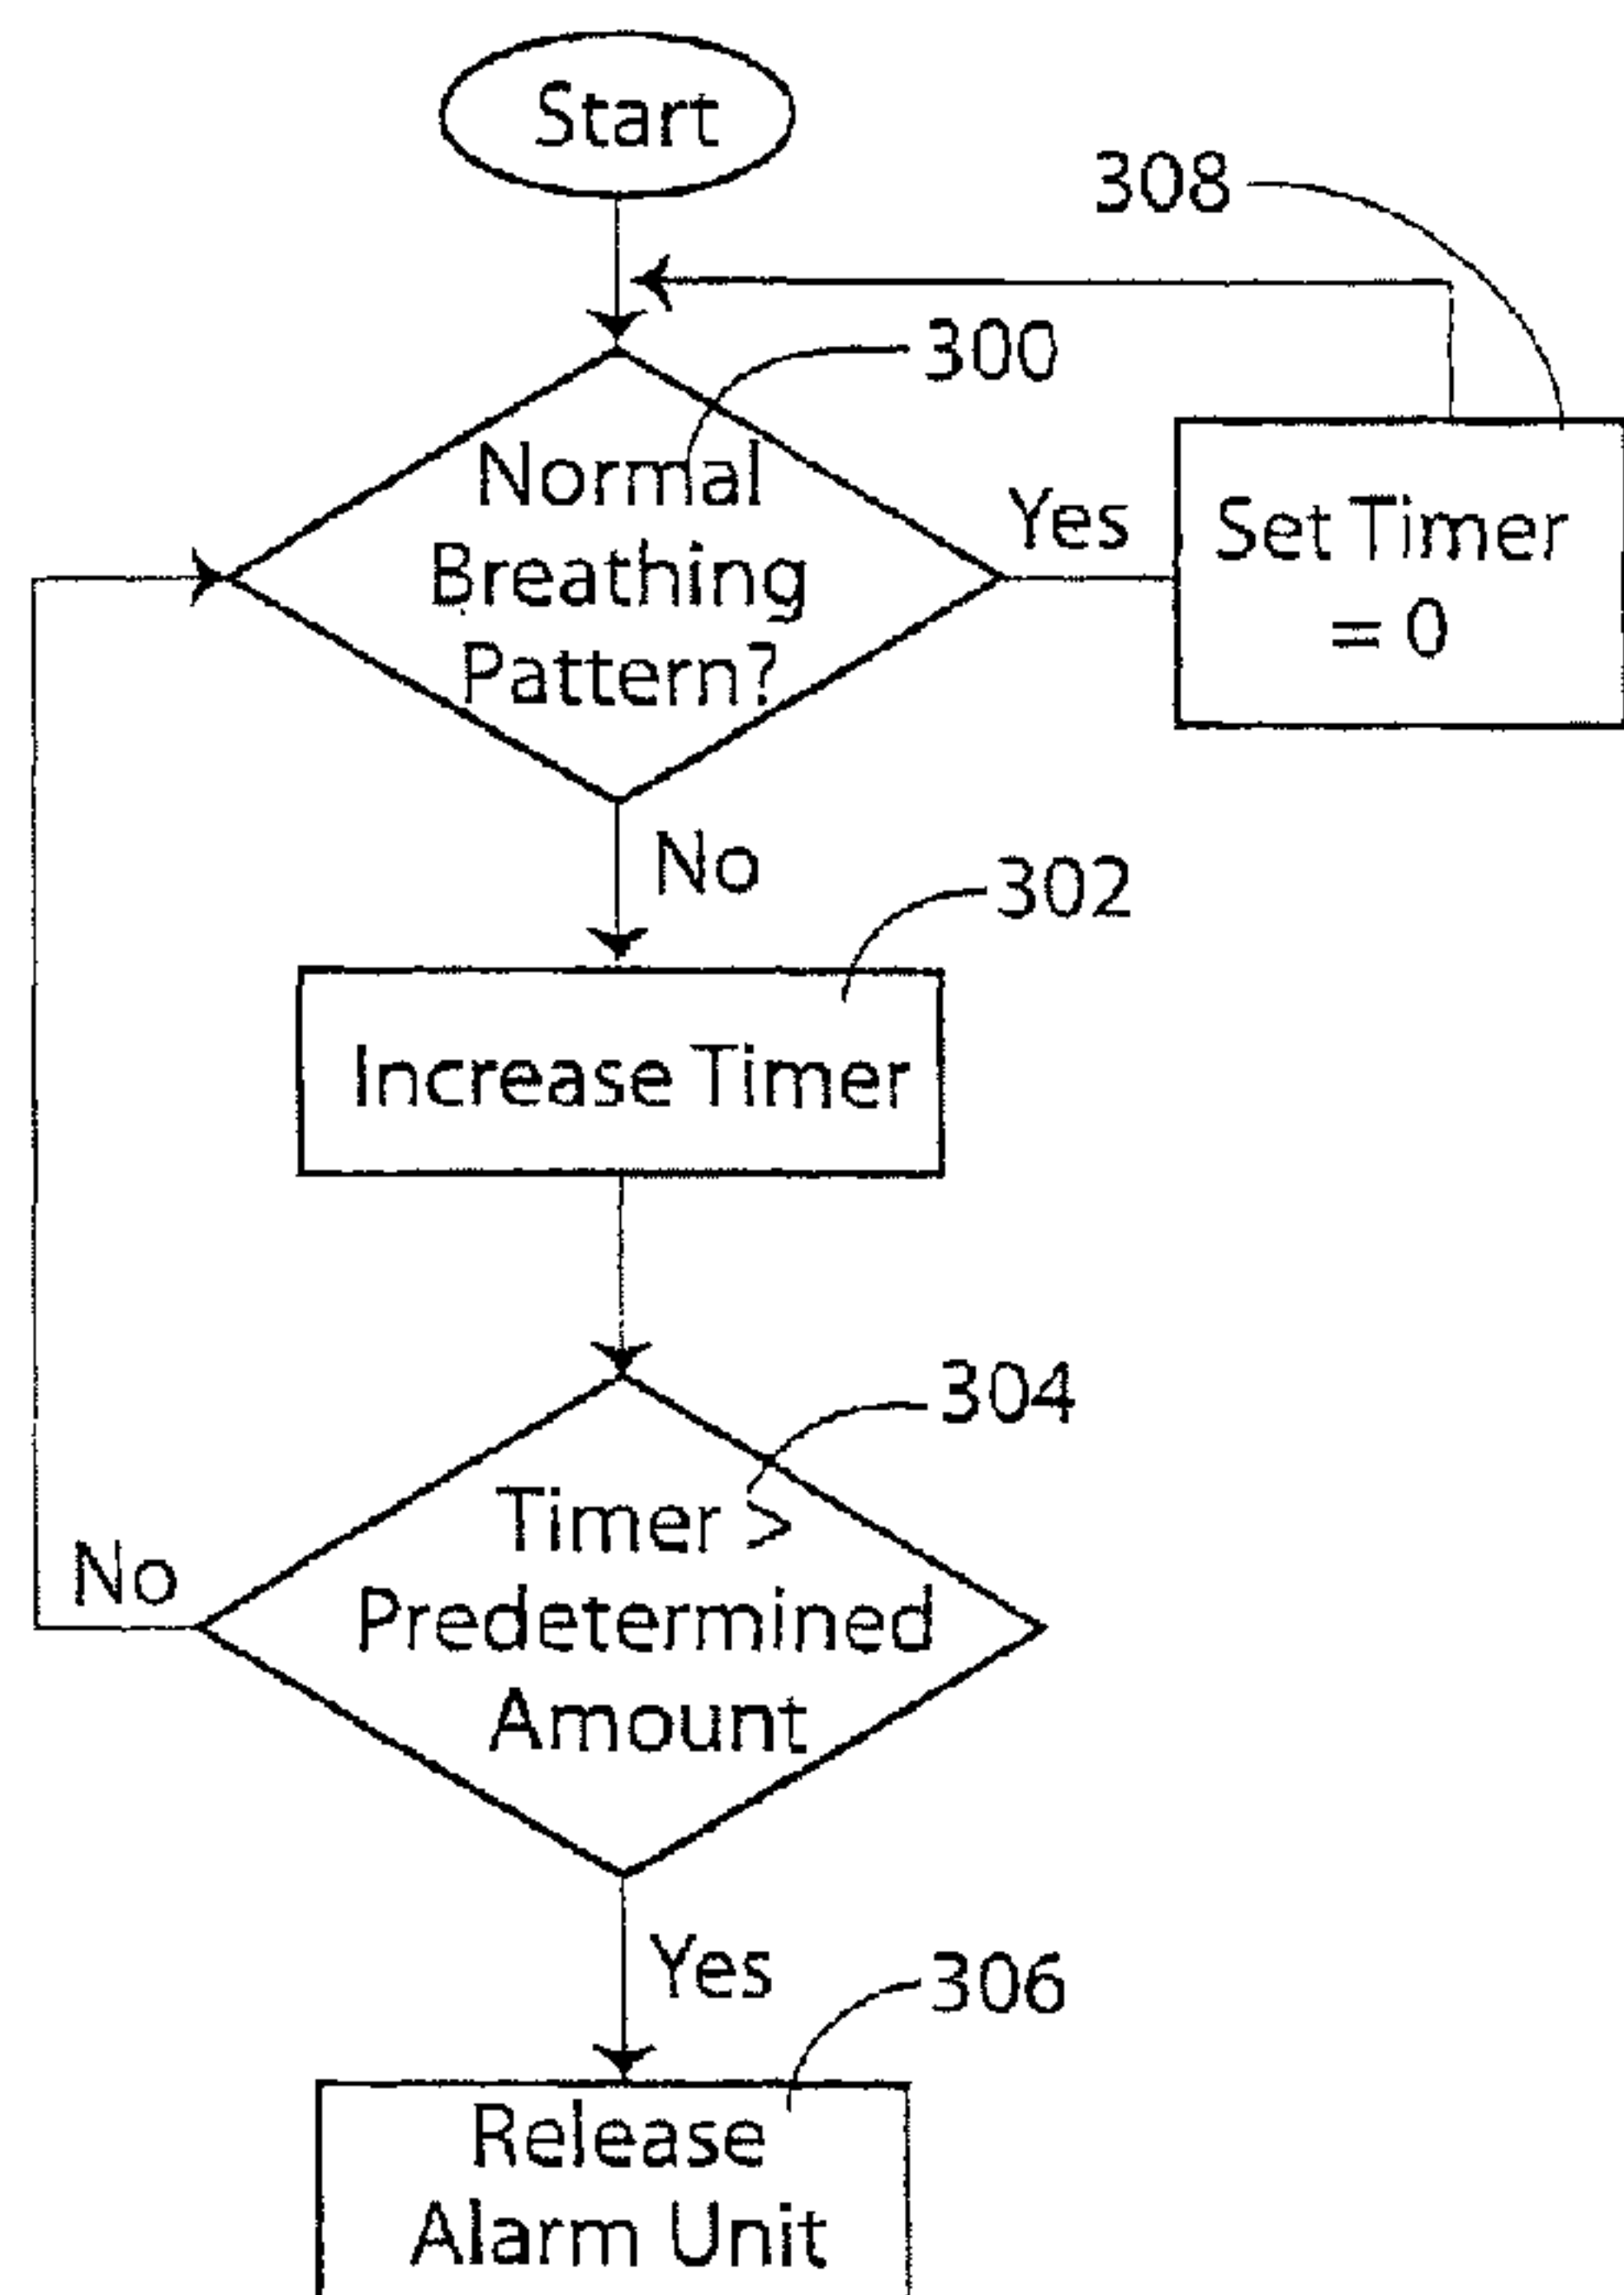 Start
308
300
Normal
Breathing
Pattern?
Yes
Set Timer
= 0
No
302
Increase Timer
304
Timer >
Predetermined
Amount
No
Yes
306
Release
Alarm Unit